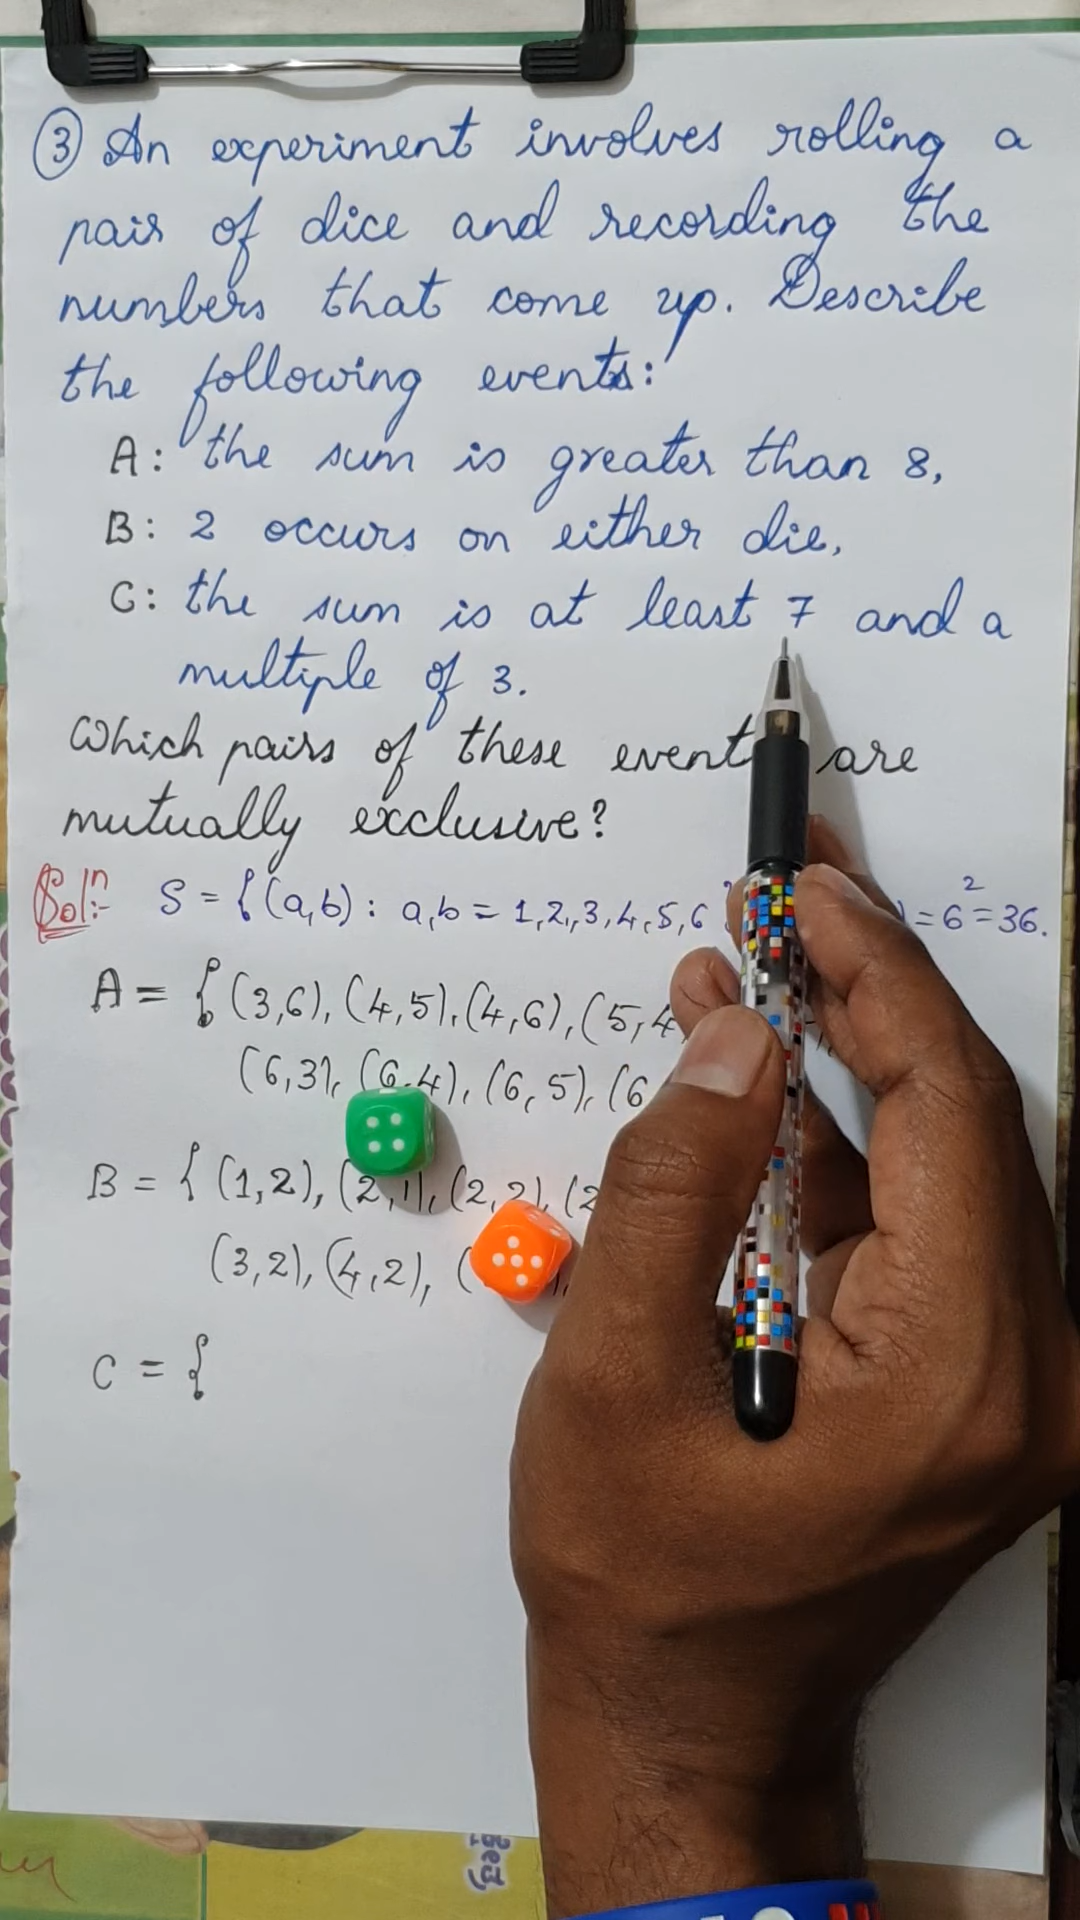 ③ An experiment involves rolling a
pair of dice and recording the
numbers that come up. Describe
the following events:
A: the sum is greater than 8,
B: 2 occurs on either die,
C: the sum is at least 7 and a
multiple of 3.
Which pairs of these event are
mutually exclusive?
Solⁿ:- S = {(a,b) : a,b = 1,2,3,4,5,6 ) = 6² = 36.
A = { (3,6), (4,5), (4,6), (5,4
(6,3), (6,4), (6,5), (6
B = { (1,2), (2,1), (2,2), (2
(3,2), (4,2), (
C = {